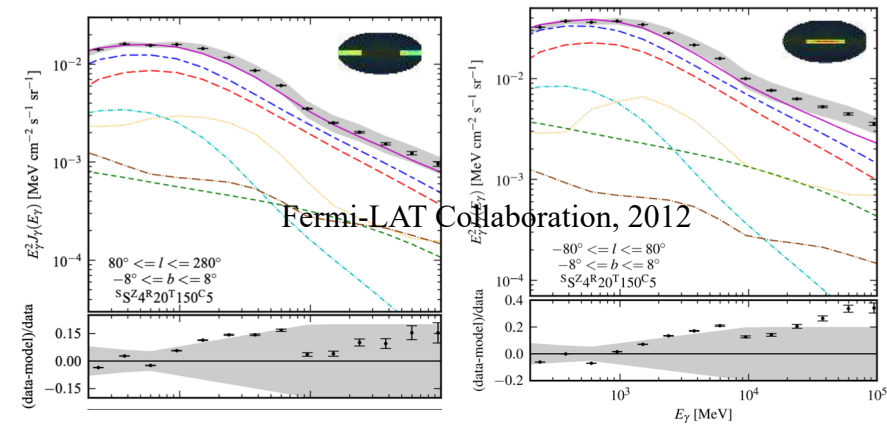 10⁻²
10⁻³
10⁻⁴
E²γJγ(Eγ) [MeV cm⁻² s⁻¹ sr⁻¹]
80° <= l <= 280°
−8° <= b <= 8°
ˢSᶻ4ᴿ20ᵀ150ᶜ5
0.15
0.00
−0.15
(data-model)/data
10⁻²
10⁻³
10⁻⁴
E²γJγ(Eγ) [MeV cm⁻² s⁻¹ sr⁻¹]
−80° <= l <= 80°
−8° <= b <= 8°
ˢSᶻ4ᴿ20ᵀ150ᶜ5
0.4
0.2
0.0
−0.2
(data-model)/data
10³
10⁴
10⁵
Eγ [MeV]
Fermi-LAT Collaboration, 2012